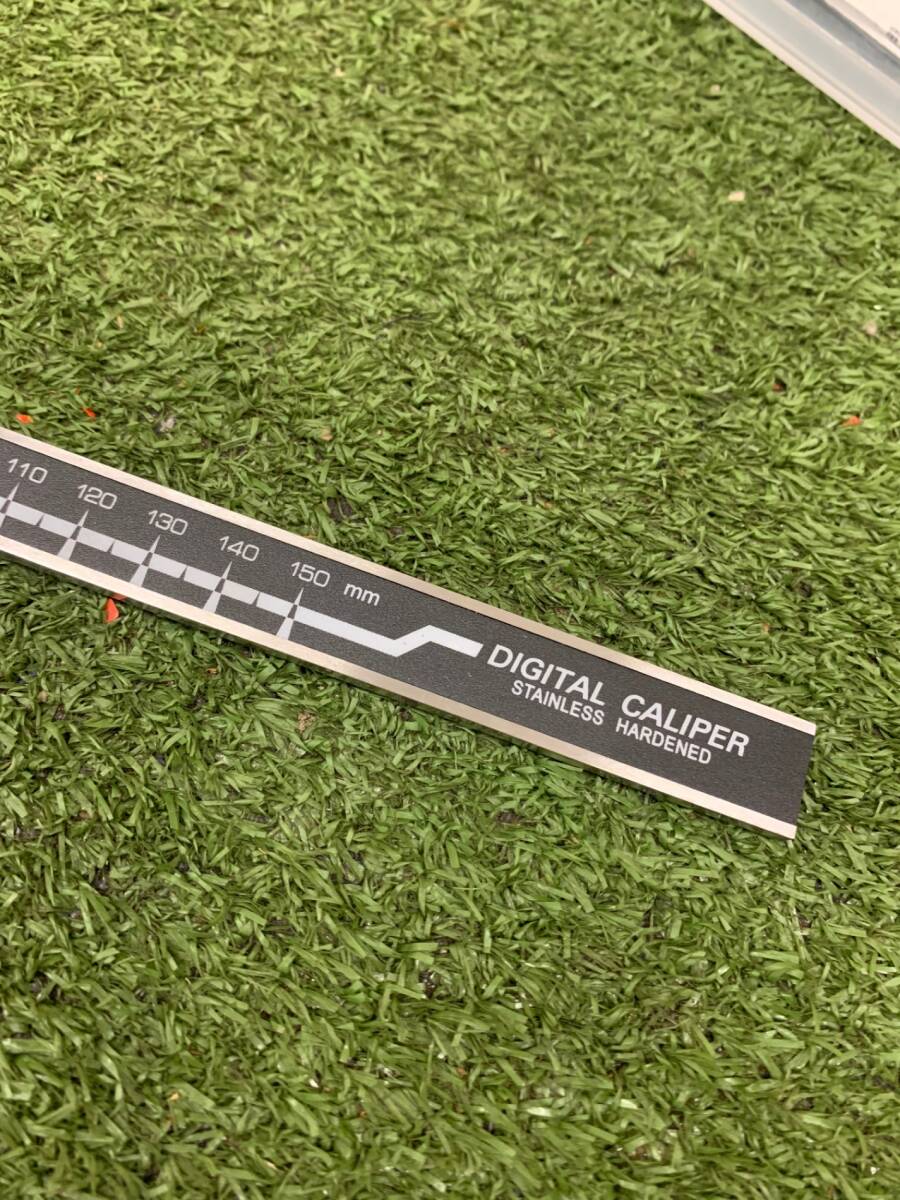 110 120 130 140 150 mm
DIGITAL CALIPER
STAINLESS HARDENED